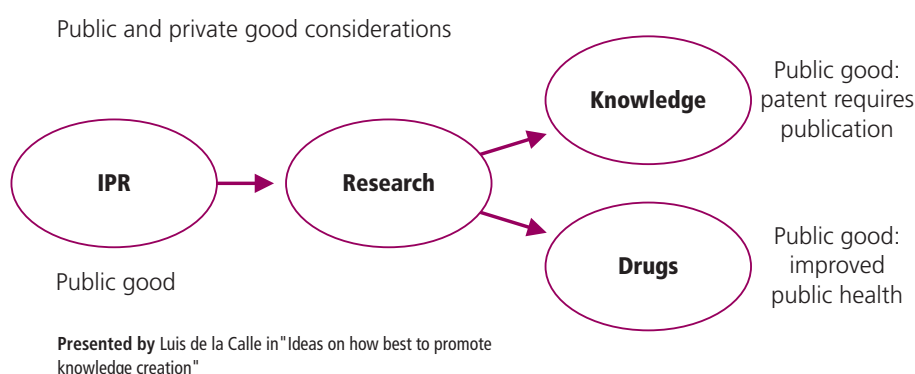 Public and private good considerations
IPR
Public good
Research
Knowledge
Public good:
patent requires
publication
Drugs
Public good:
improved
public health
Presented by Luis de la Calle in"Ideas on how best to promote
knowledge creation"